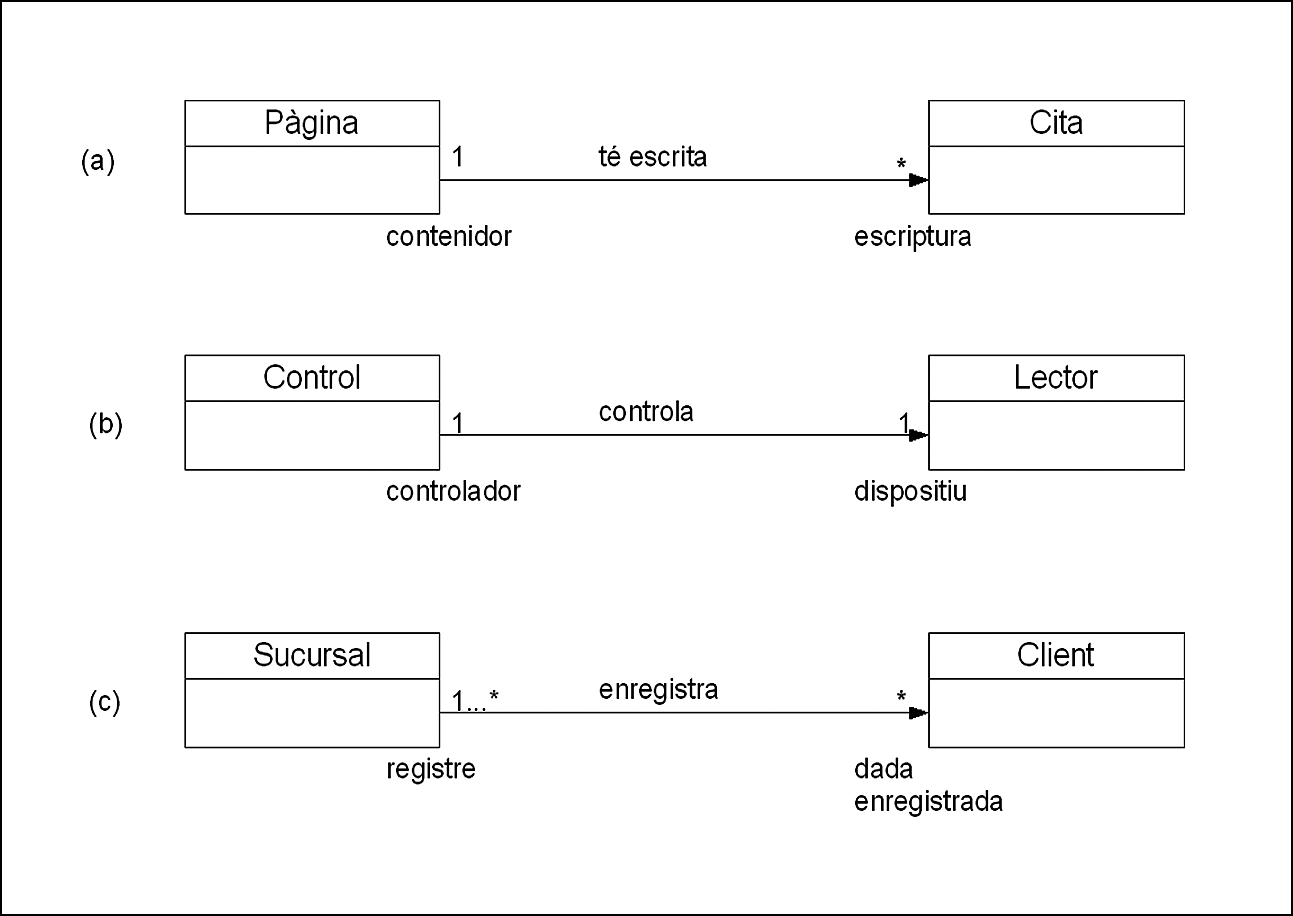 Pàgina
Cita
(a)
1
té escrita
*
contenidor
escriptura
Control
Lector
(b)
1
controla
1
controlador
dispositiu
Sucursal
Client
(c)
1...*
enregistra
*
registre
dada
enregistrada